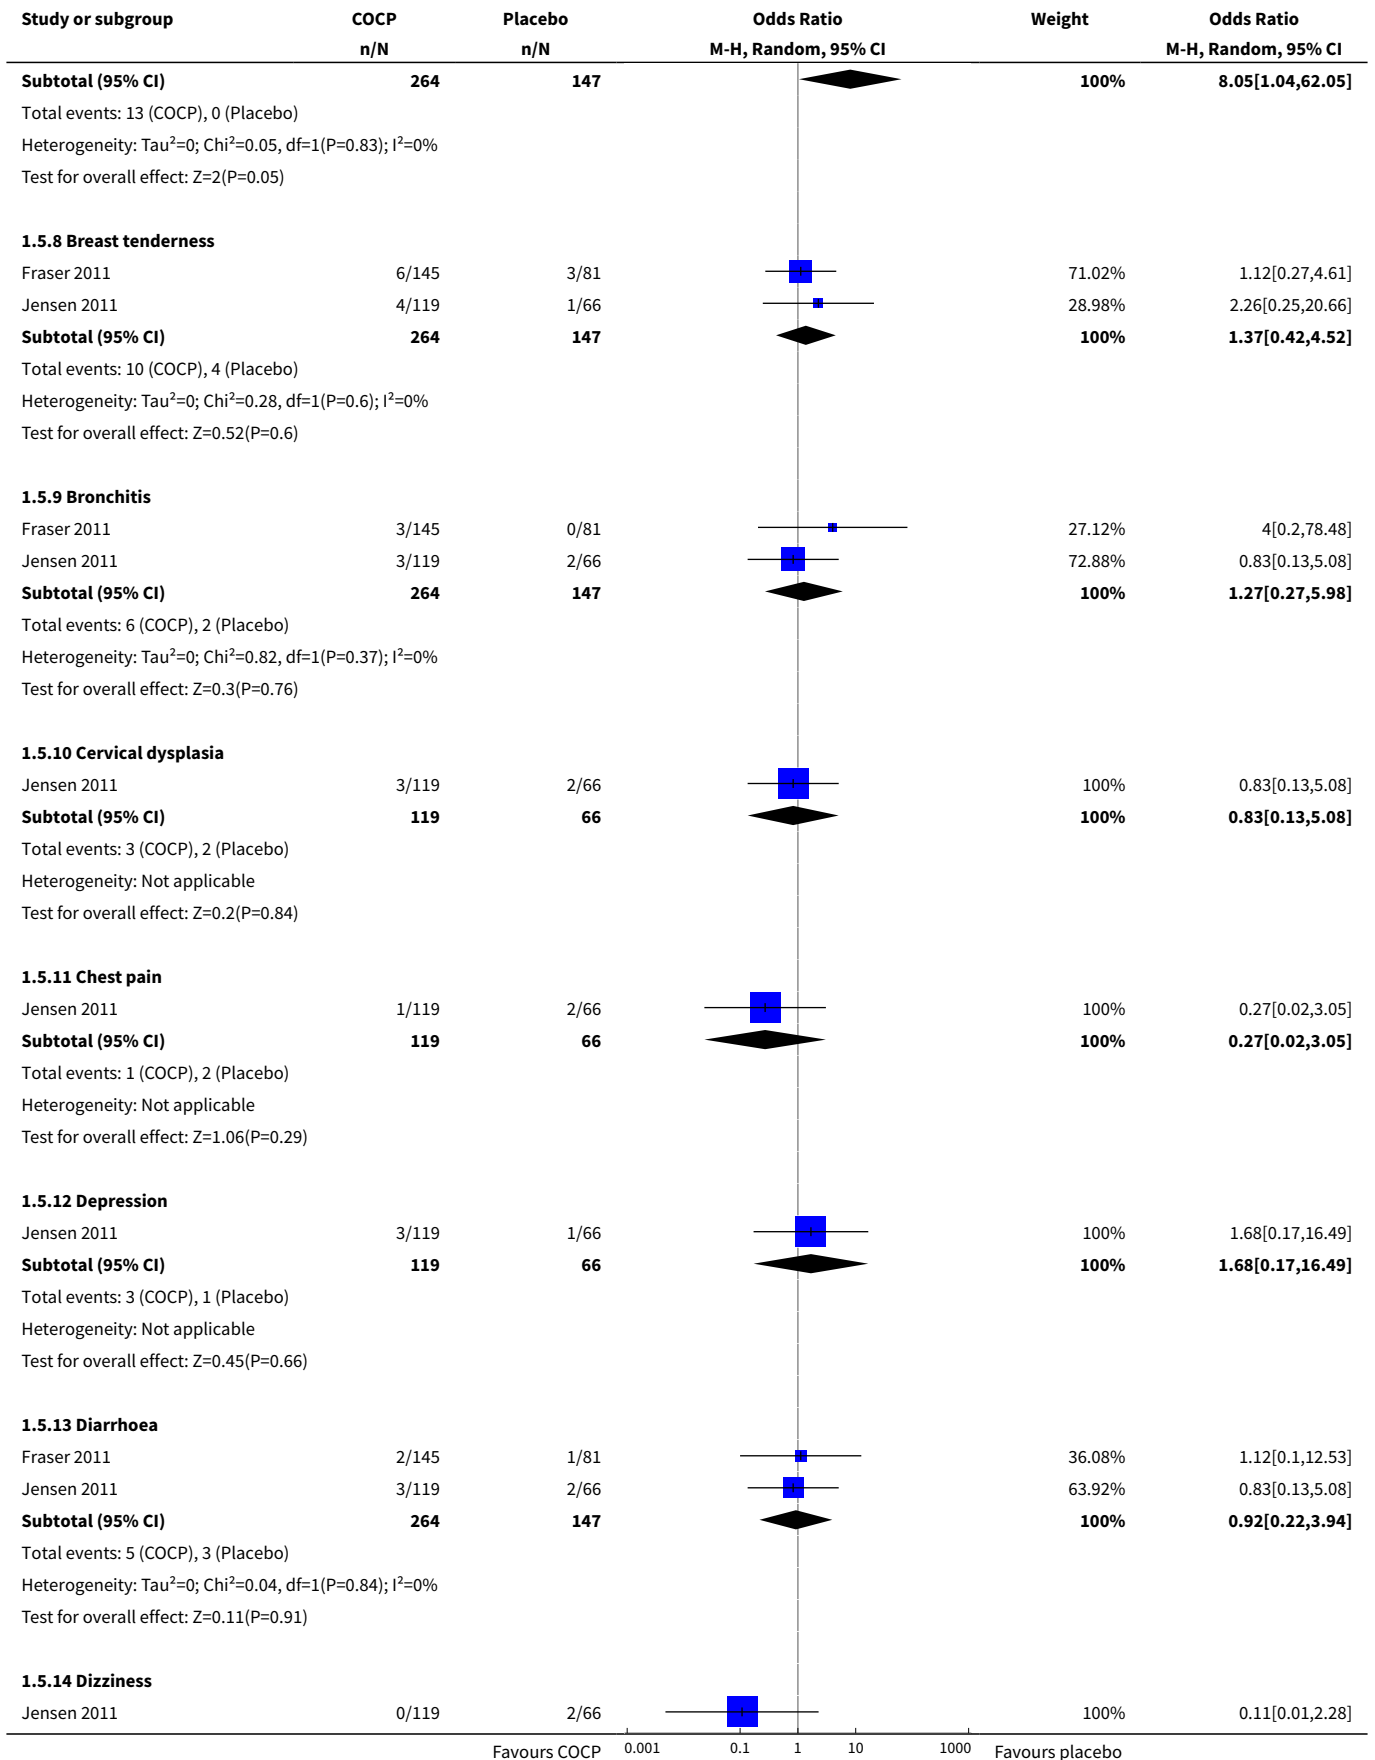 Study or subgroup COCP Placebo Odds Ratio Weight Odds Ratio
n/N n/N M-H, Random, 95% CI M-H, Random, 95% CI
Subtotal (95% CI) 264 147 100% 8.05[1.04,62.05]
Total events: 13 (COCP), 0 (Placebo)
Heterogeneity: Tau²=0; Chi²=0.05, df=1(P=0.83); I²=0%
Test for overall effect: Z=2(P=0.05)
1.5.8 Breast tenderness
Fraser 2011 6/145 3/81 71.02% 1.12[0.27,4.61]
Jensen 2011 4/119 1/66 28.98% 2.26[0.25,20.66]
Subtotal (95% CI) 264 147 100% 1.37[0.42,4.52]
Total events: 10 (COCP), 4 (Placebo)
Heterogeneity: Tau²=0; Chi²=0.28, df=1(P=0.6); I²=0%
Test for overall effect: Z=0.52(P=0.6)
1.5.9 Bronchitis
Fraser 2011 3/145 0/81 27.12% 4[0.2,78.48]
Jensen 2011 3/119 2/66 72.88% 0.83[0.13,5.08]
Subtotal (95% CI) 264 147 100% 1.27[0.27,5.98]
Total events: 6 (COCP), 2 (Placebo)
Heterogeneity: Tau²=0; Chi²=0.82, df=1(P=0.37); I²=0%
Test for overall effect: Z=0.3(P=0.76)
1.5.10 Cervical dysplasia
Jensen 2011 3/119 2/66 100% 0.83[0.13,5.08]
Subtotal (95% CI) 119 66 100% 0.83[0.13,5.08]
Total events: 3 (COCP), 2 (Placebo)
Heterogeneity: Not applicable
Test for overall effect: Z=0.2(P=0.84)
1.5.11 Chest pain
Jensen 2011 1/119 2/66 100% 0.27[0.02,3.05]
Subtotal (95% CI) 119 66 100% 0.27[0.02,3.05]
Total events: 1 (COCP), 2 (Placebo)
Heterogeneity: Not applicable
Test for overall effect: Z=1.06(P=0.29)
1.5.12 Depression
Jensen 2011 3/119 1/66 100% 1.68[0.17,16.49]
Subtotal (95% CI) 119 66 100% 1.68[0.17,16.49]
Total events: 3 (COCP), 1 (Placebo)
Heterogeneity: Not applicable
Test for overall effect: Z=0.45(P=0.66)
1.5.13 Diarrhoea
Fraser 2011 2/145 1/81 36.08% 1.12[0.1,12.53]
Jensen 2011 3/119 2/66 63.92% 0.83[0.13,5.08]
Subtotal (95% CI) 264 147 100% 0.92[0.22,3.94]
Total events: 5 (COCP), 3 (Placebo)
Heterogeneity: Tau²=0; Chi²=0.04, df=1(P=0.84); I²=0%
Test for overall effect: Z=0.11(P=0.91)
1.5.14 Dizziness
Jensen 2011 0/119 2/66 100% 0.11[0.01,2.28]
Favours COCP 0.001 0.1 1 10 1000 Favours placebo